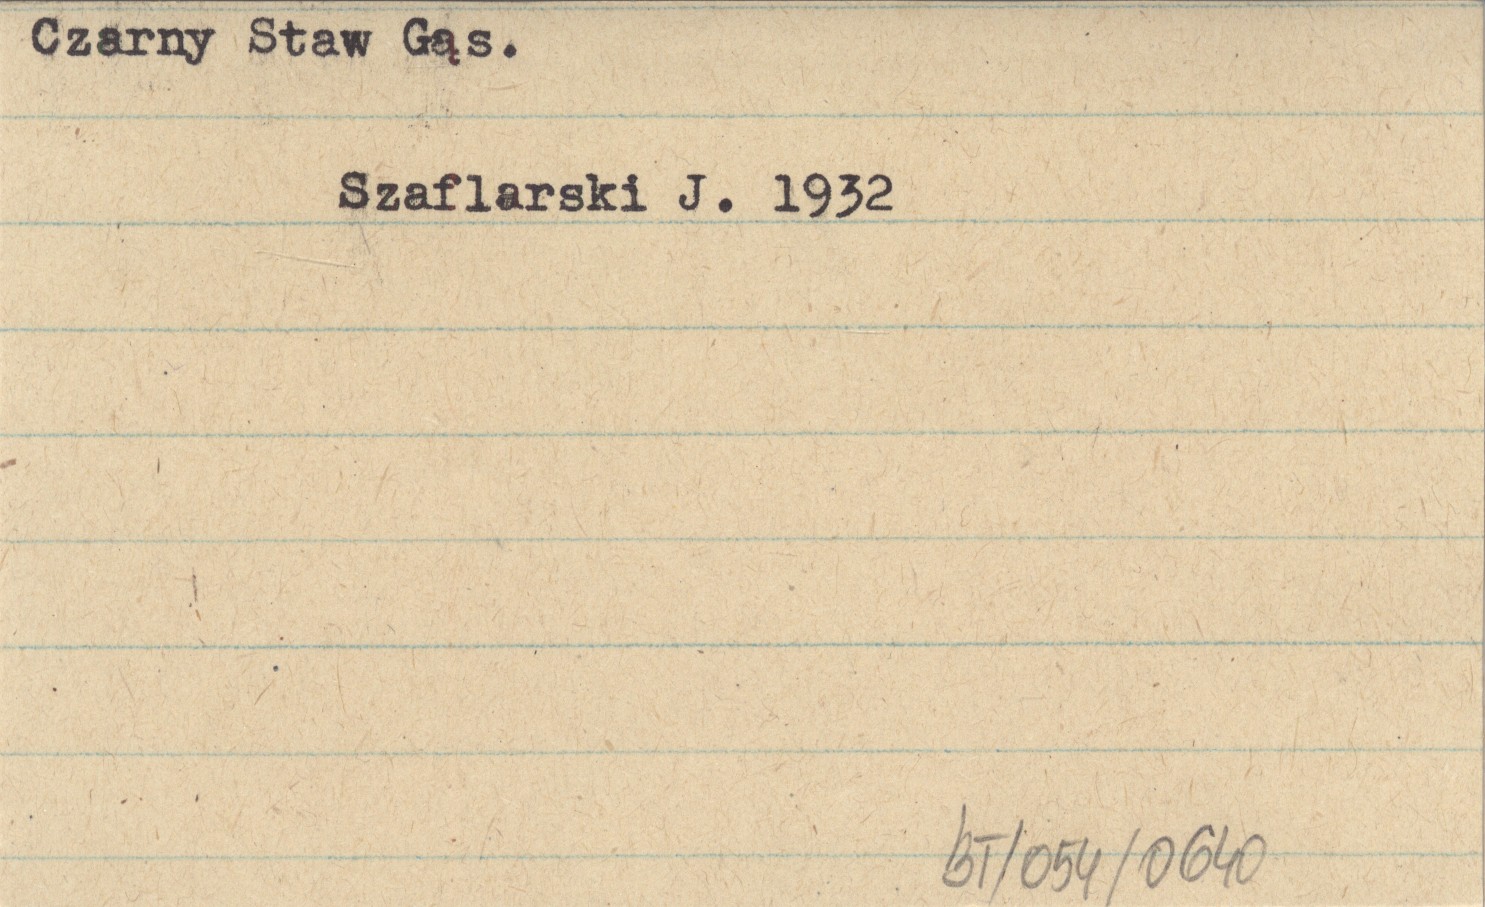 Czarny Staw Gąs.
Szaflarski J. 1932
BT/054/0640